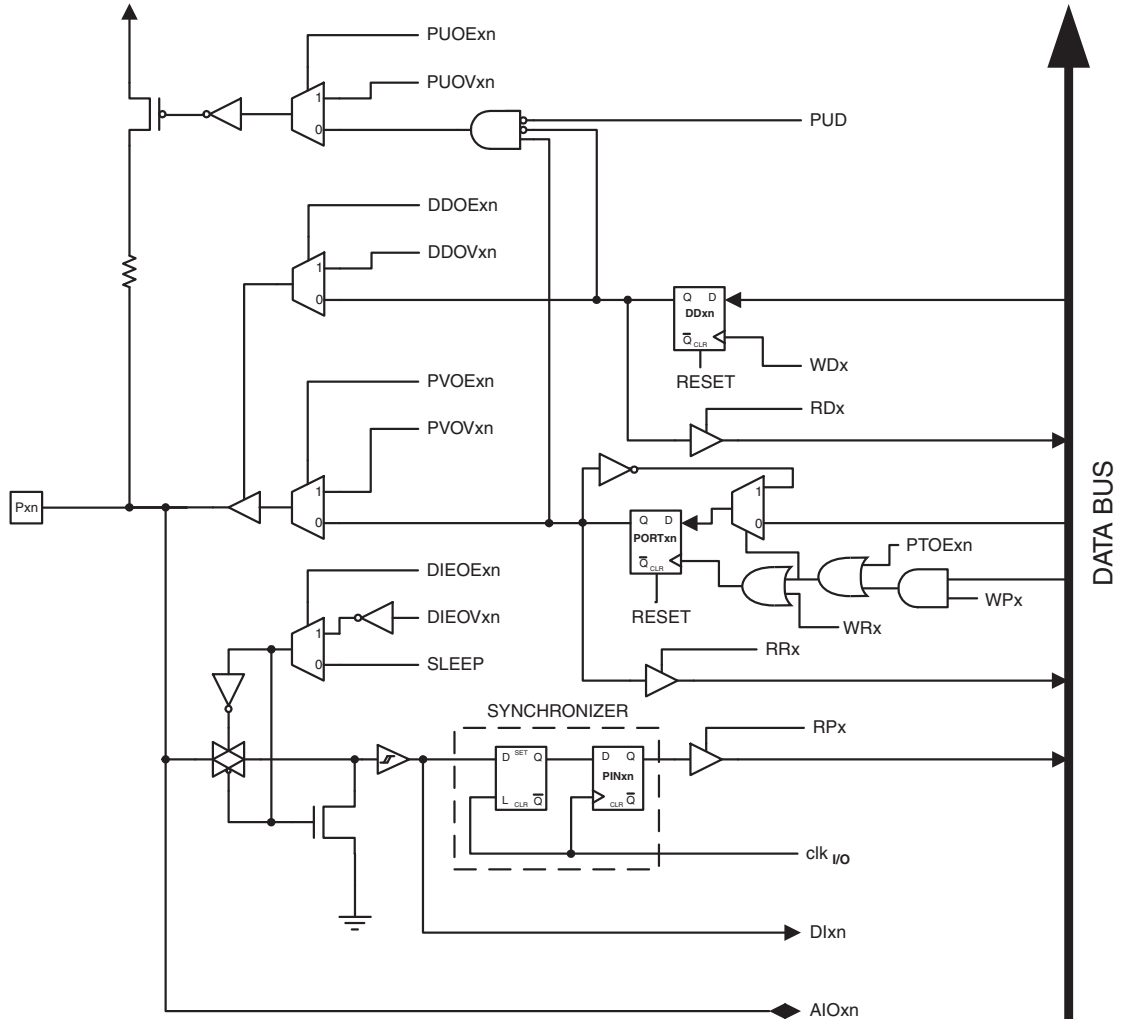 PUOExn
PUOVxn
1
0
PUD
DDOExn
DDOVxn
1
0
Q D
DDxn
Q CLR
WDx
RESET
PVOExn
RDx
PVOVxn
Pxn
1
0
1
0
Q D
PORTxn
Q CLR
PTOExn
DATA BUS
DIEOExn
WPx
RESET
DIEOVxn
WRx
1
0
SLEEP
RRx
SYNCHRONIZER
RPx
D SET Q
L CLR Q
D Q
PINxn
CLR Q
clk I/O
DIxn
AIOxn